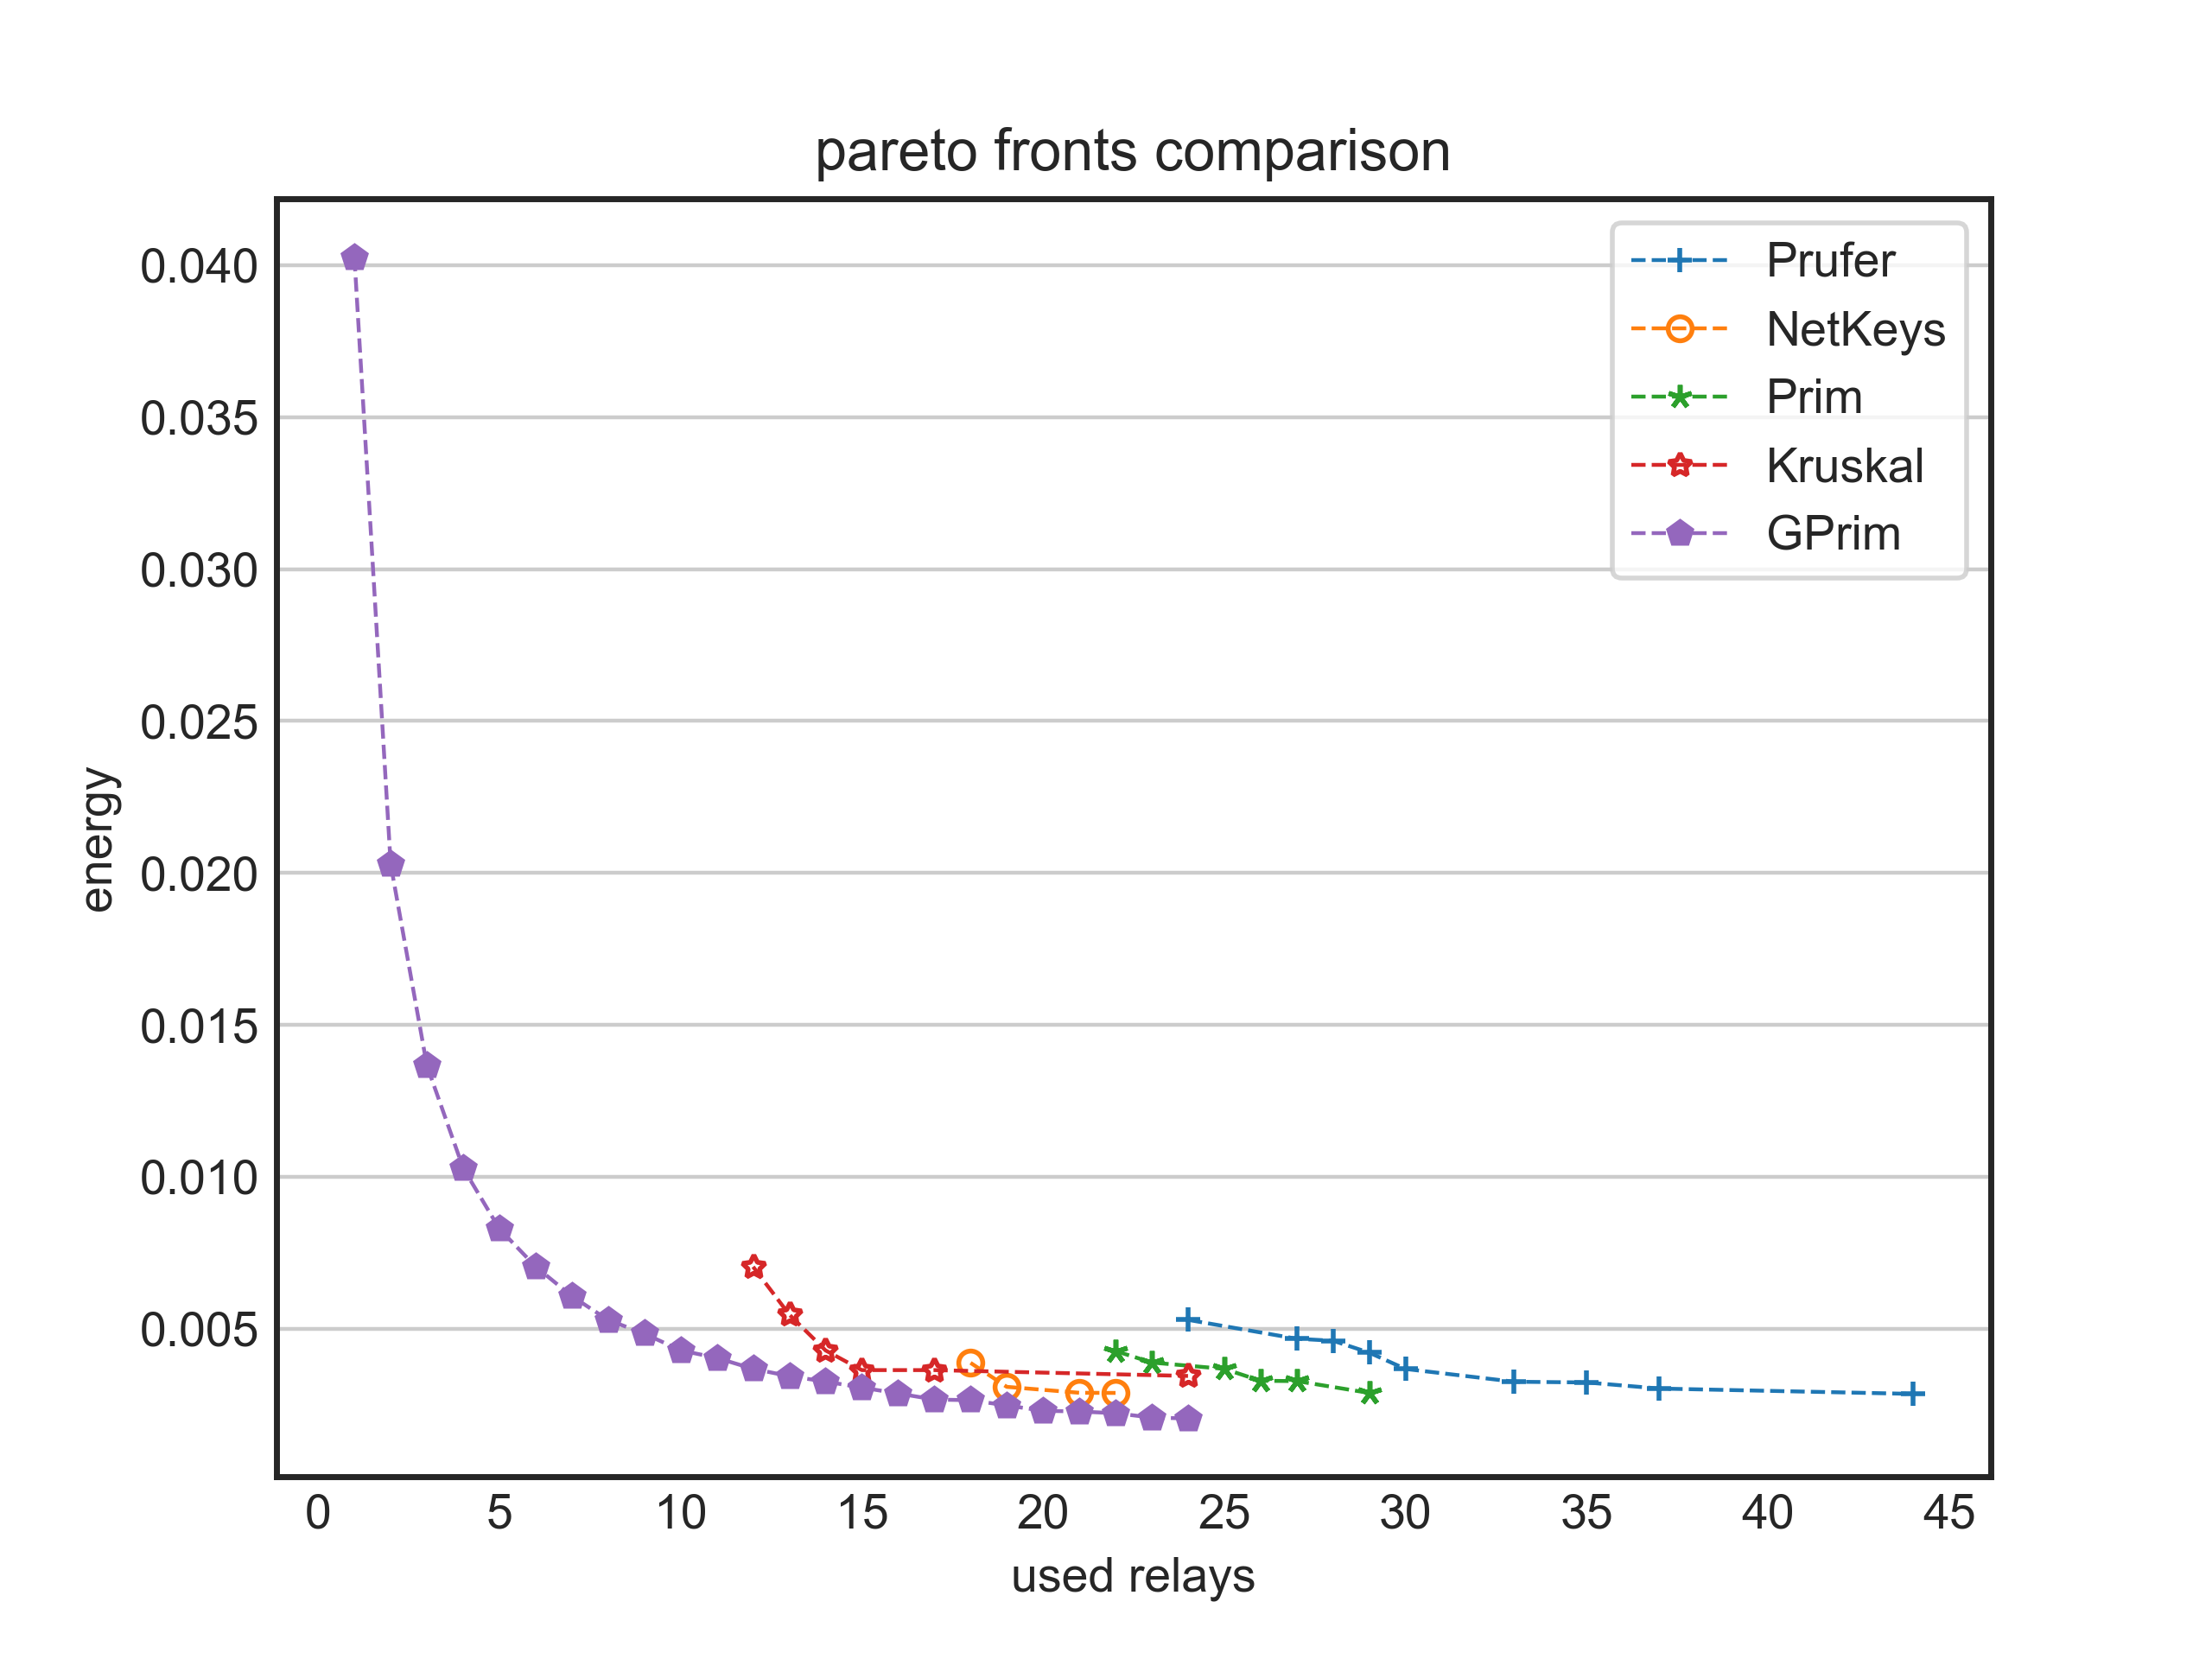 pareto fronts comparison
0.040
0.035
0.030
0.025
0.020
0.015
0.010
0.005
energy
Prufer
NetKeys
Prim
Kruskal
GPrim
0 5 10 15 20 25 30 35 40 45
used relays